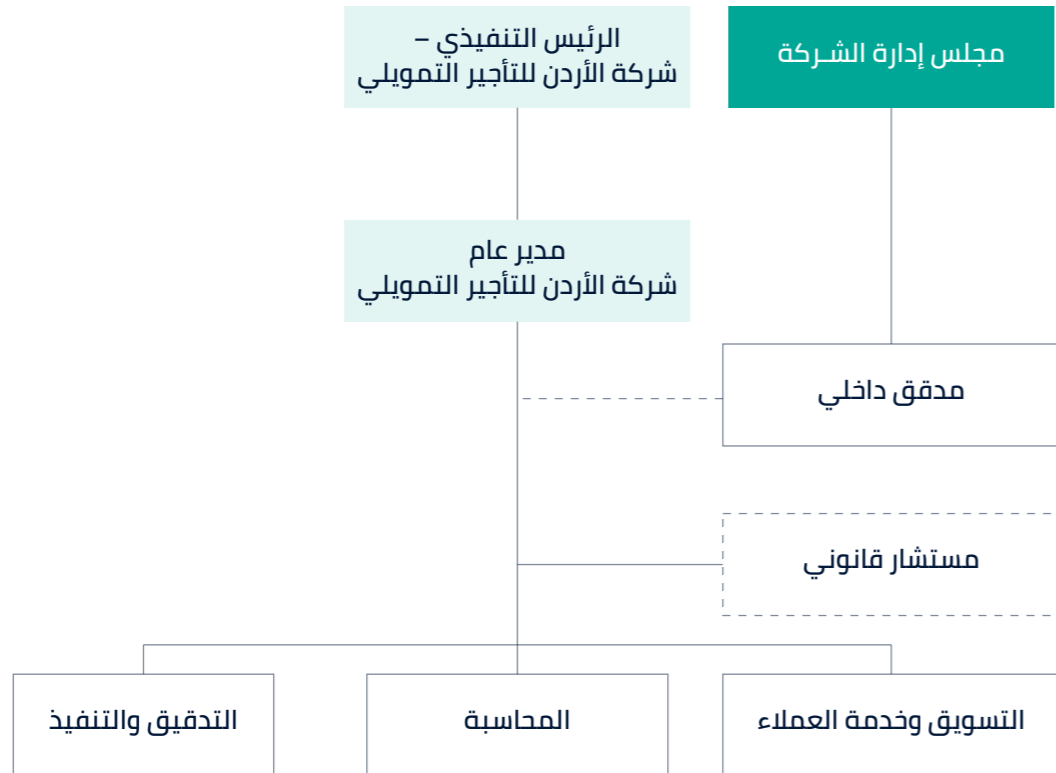 مجلس إدارة الشركة
الرئيس التنفيذي –
شركة الأردن للتأجير التمويلي
مدير عام
شركة الأردن للتأجير التمويلي
مدقق داخلي
مستشار قانوني
التسويق وخدمة العملاء
المحاسبة
التدقيق والتنفيذ